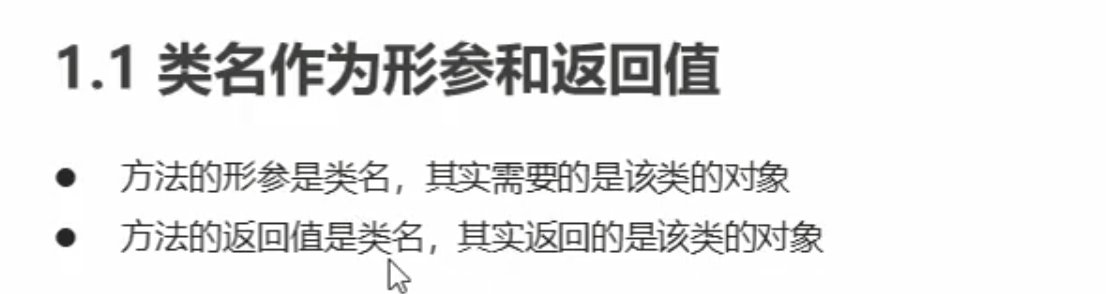 1.1 类名作为形参和返回值
● 方法的形参是类名，其实需要的是该类的对象
● 方法的返回值是类名，其实返回的是该类的对象